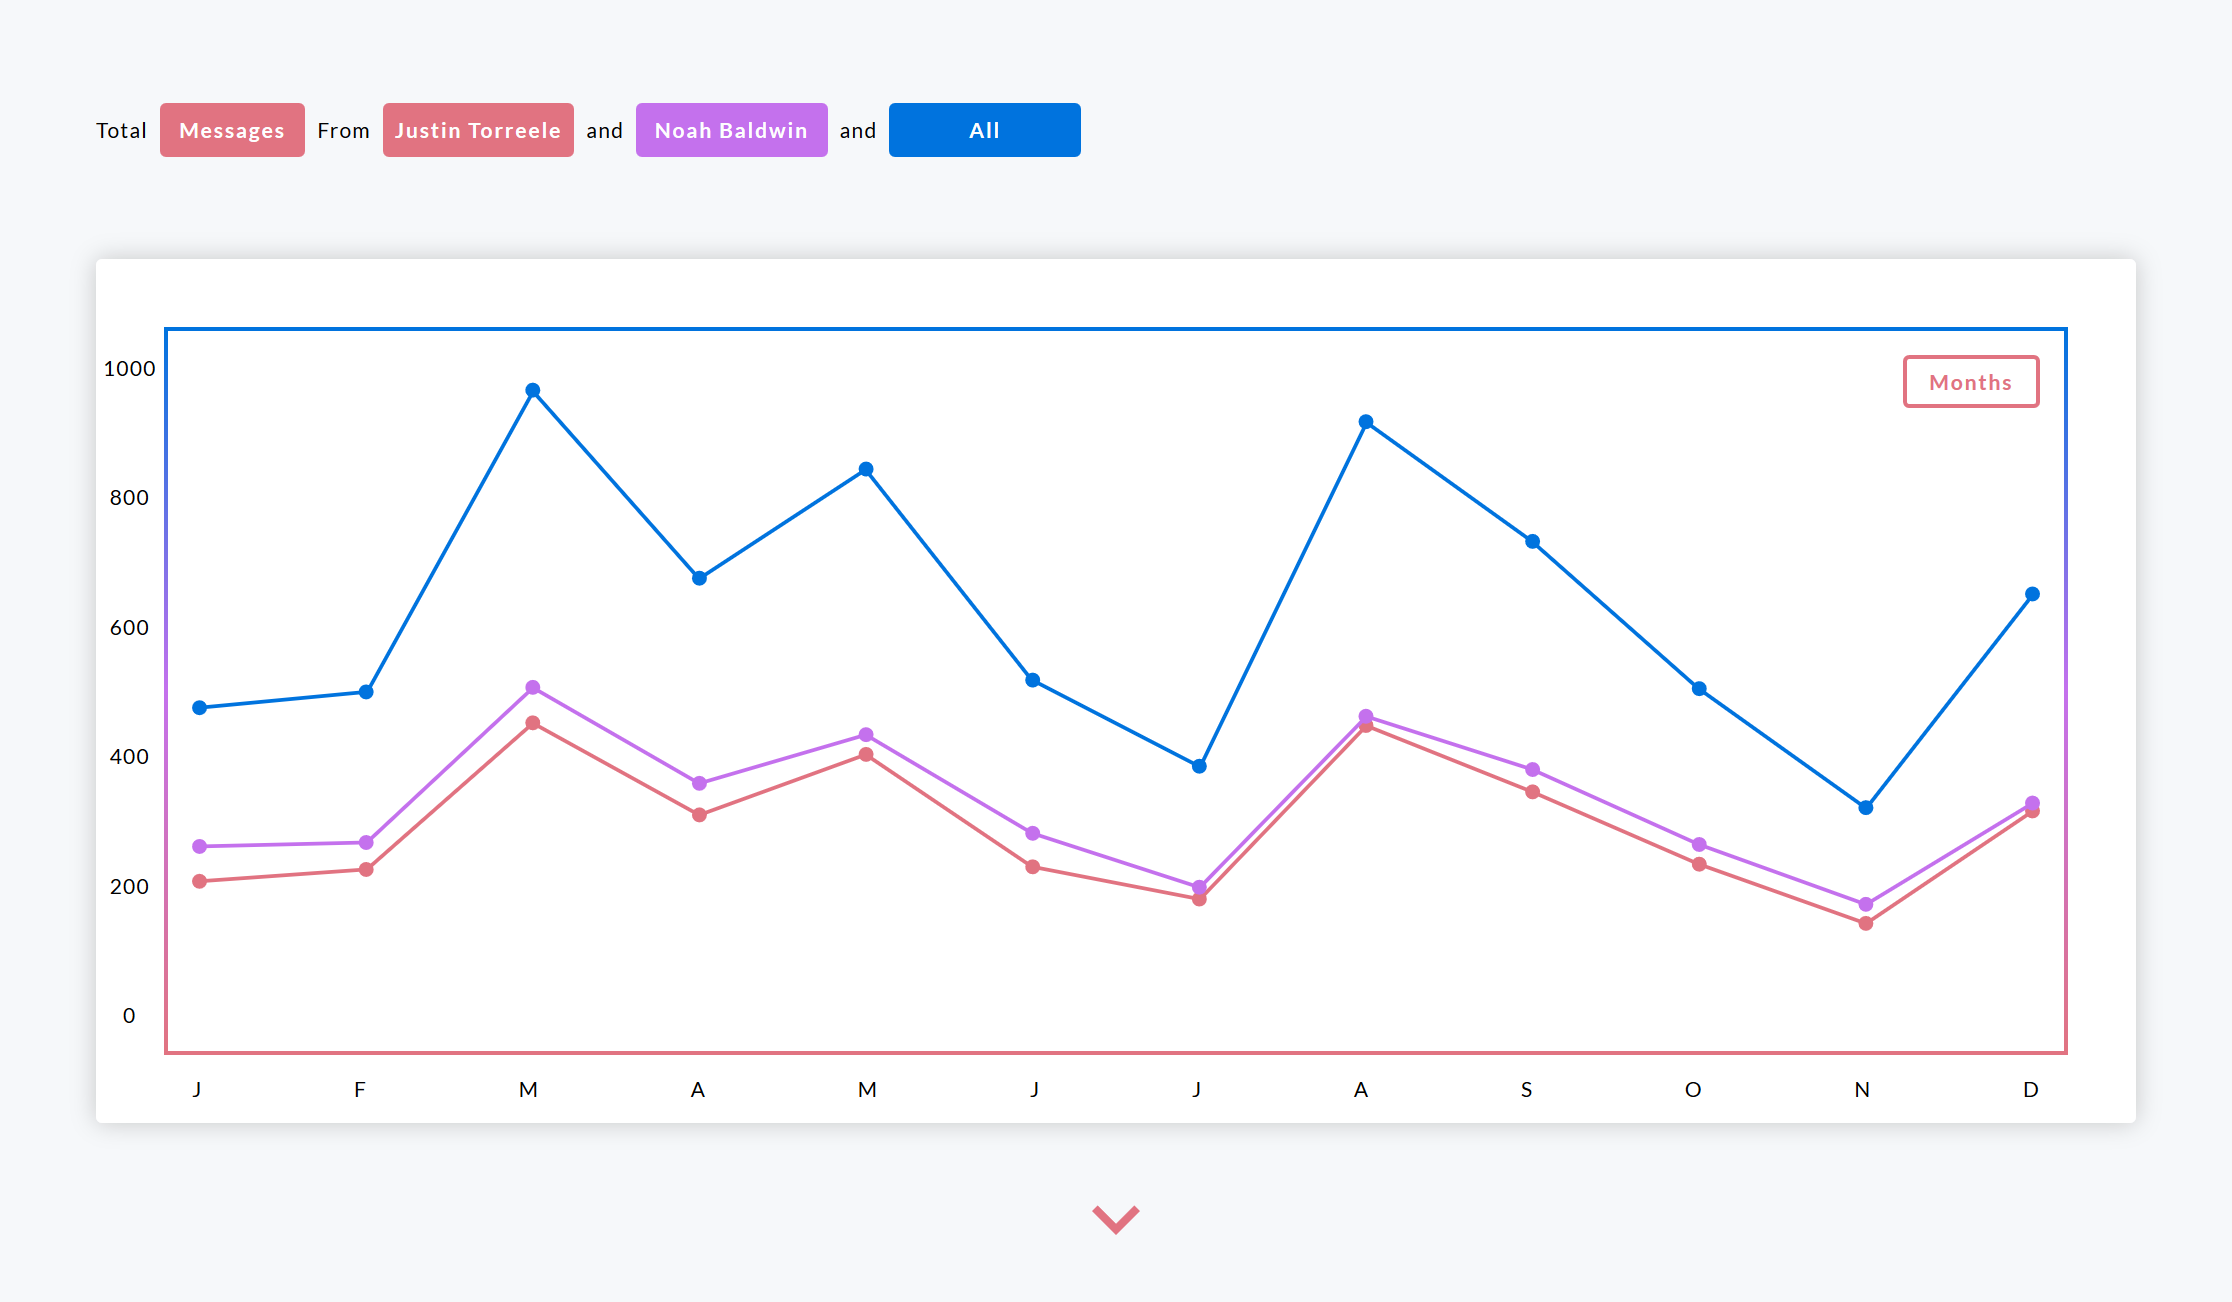 Total Messages From Justin Torreele and Noah Baldwin and All
1000
Months
800
600
400
200
0
J F M A M J J A S O N D